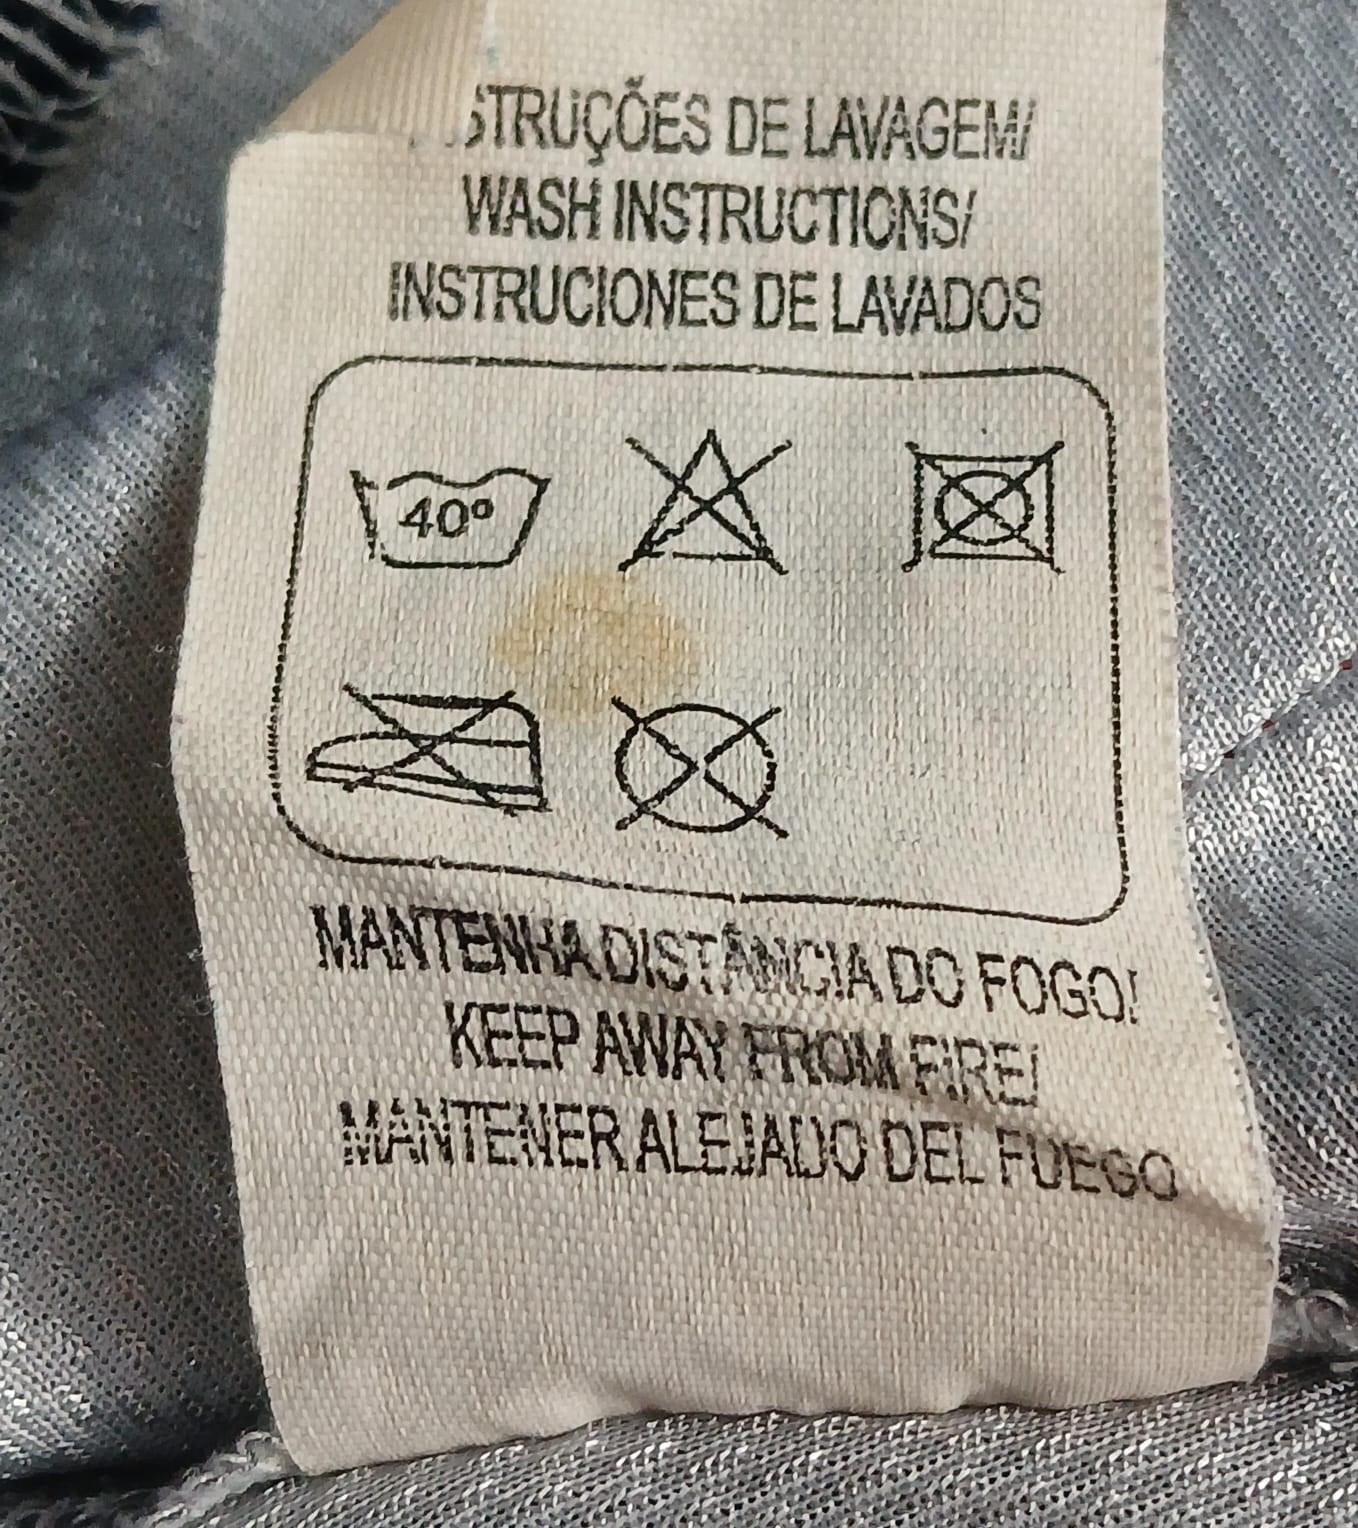 STRUÇÕES DE LAVAGEM/
WASH INSTRUCTIONS/
INSTRUCIONES DE LAVADOS
40º
MANTENHA DISTÂNCIA DO FOGO!
KEEP AWAY FROM FIRE!
MANTENER ALEJADO DEL FUEGO